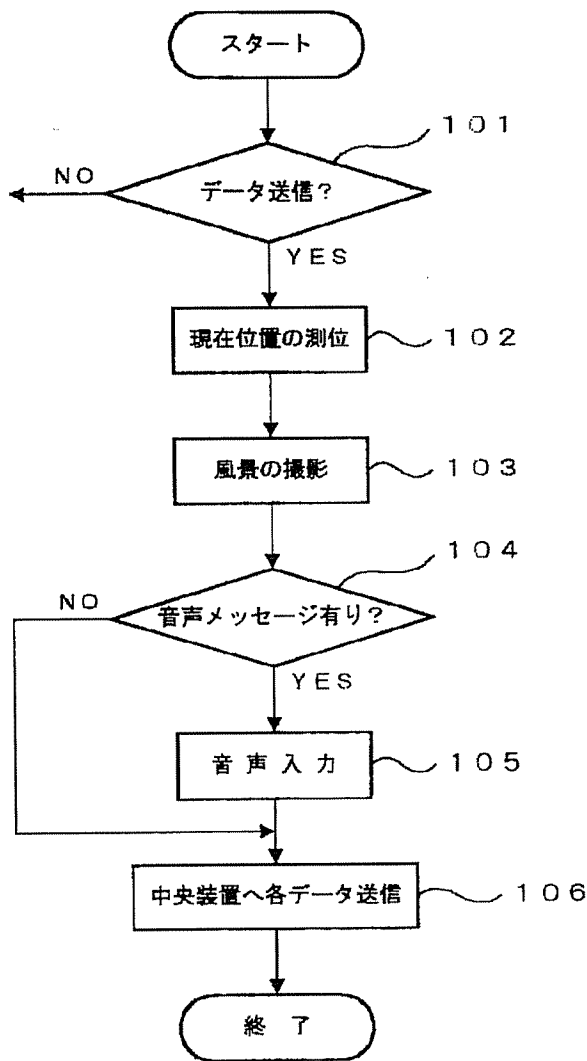 スタート
101
NO
データ送信?
YES
現在位置の測位
102
風景の撮影
103
104
NO
音声メッセージ有り?
YES
音声入力
105
中央装置へ各データ送信
106
終了